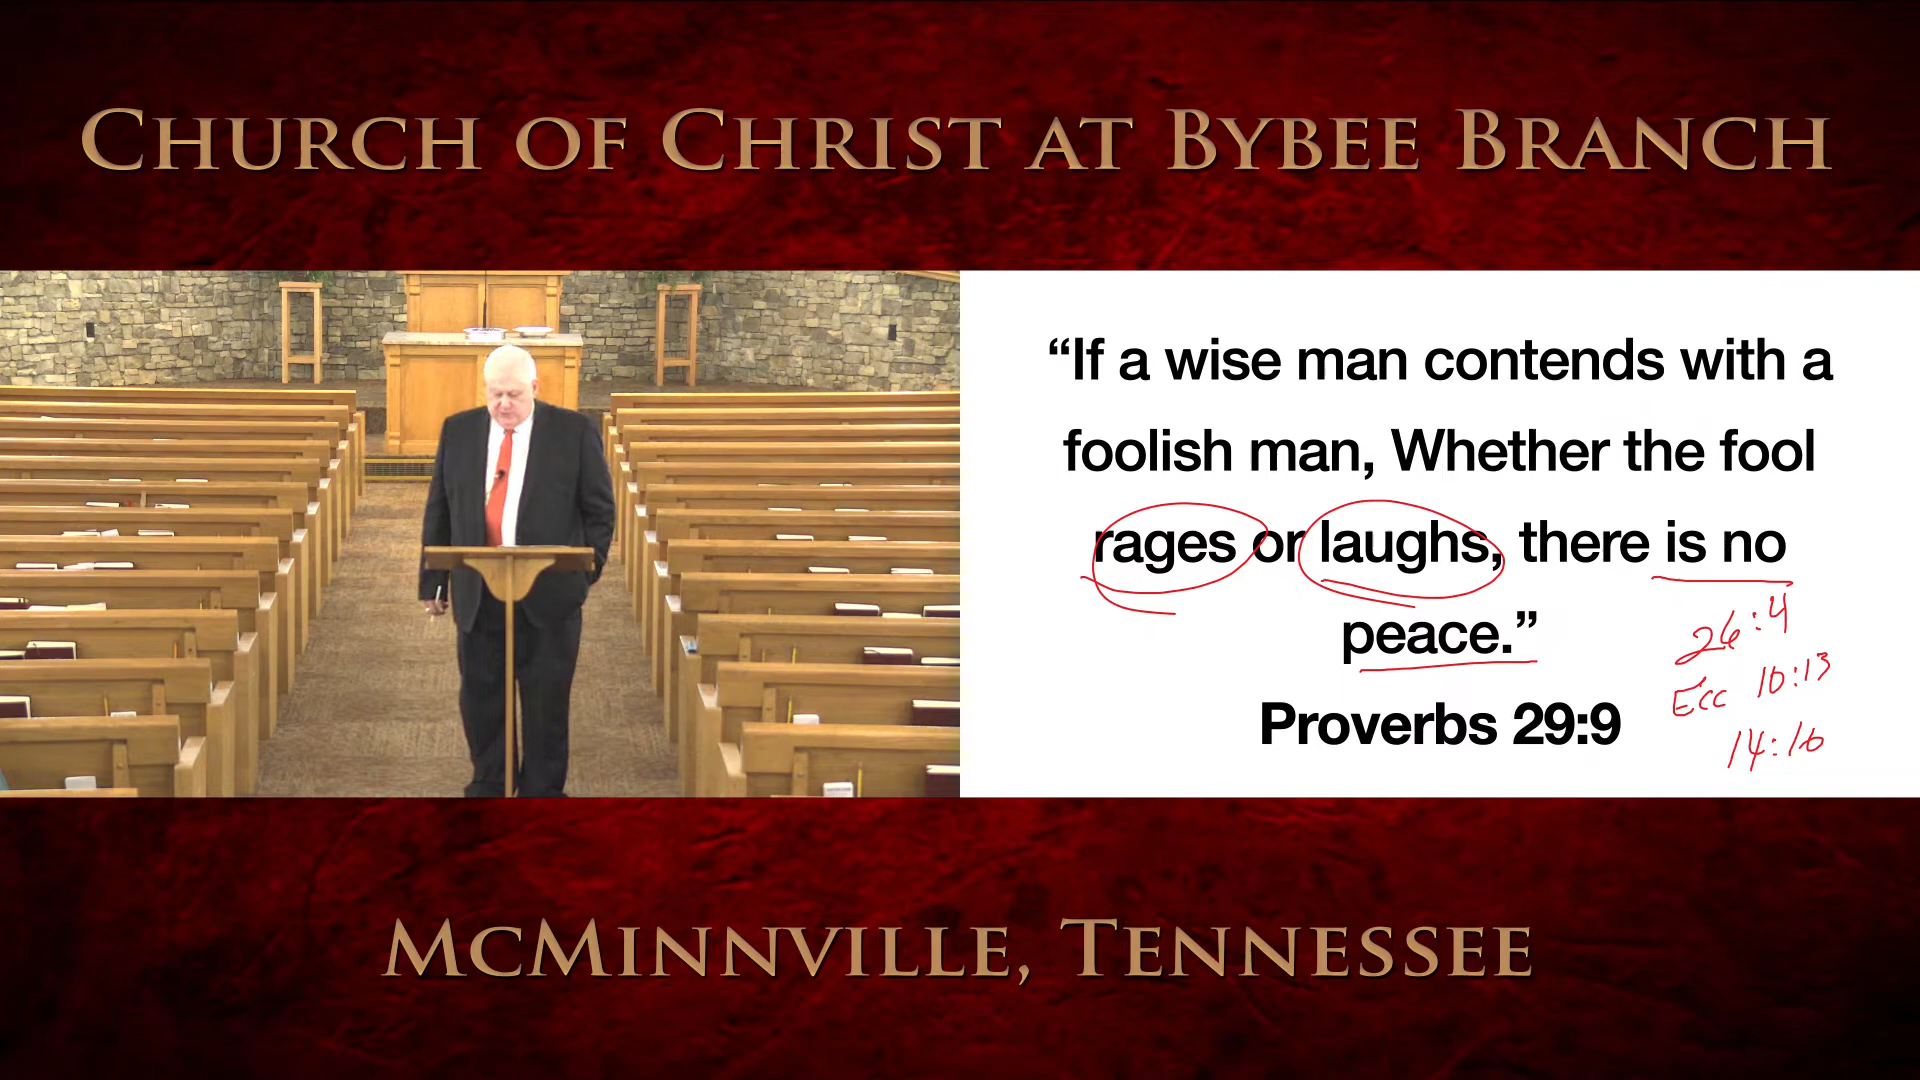 CHURCH OF CHRIST AT BYBEE BRANCH
“If a wise man contends with a
foolish man, Whether the fool
rages or laughs, there is no
peace.”
Proverbs 29:9
26:4
Ecc 10:13
14:16
MCMINNVILLE, TENNESSEE